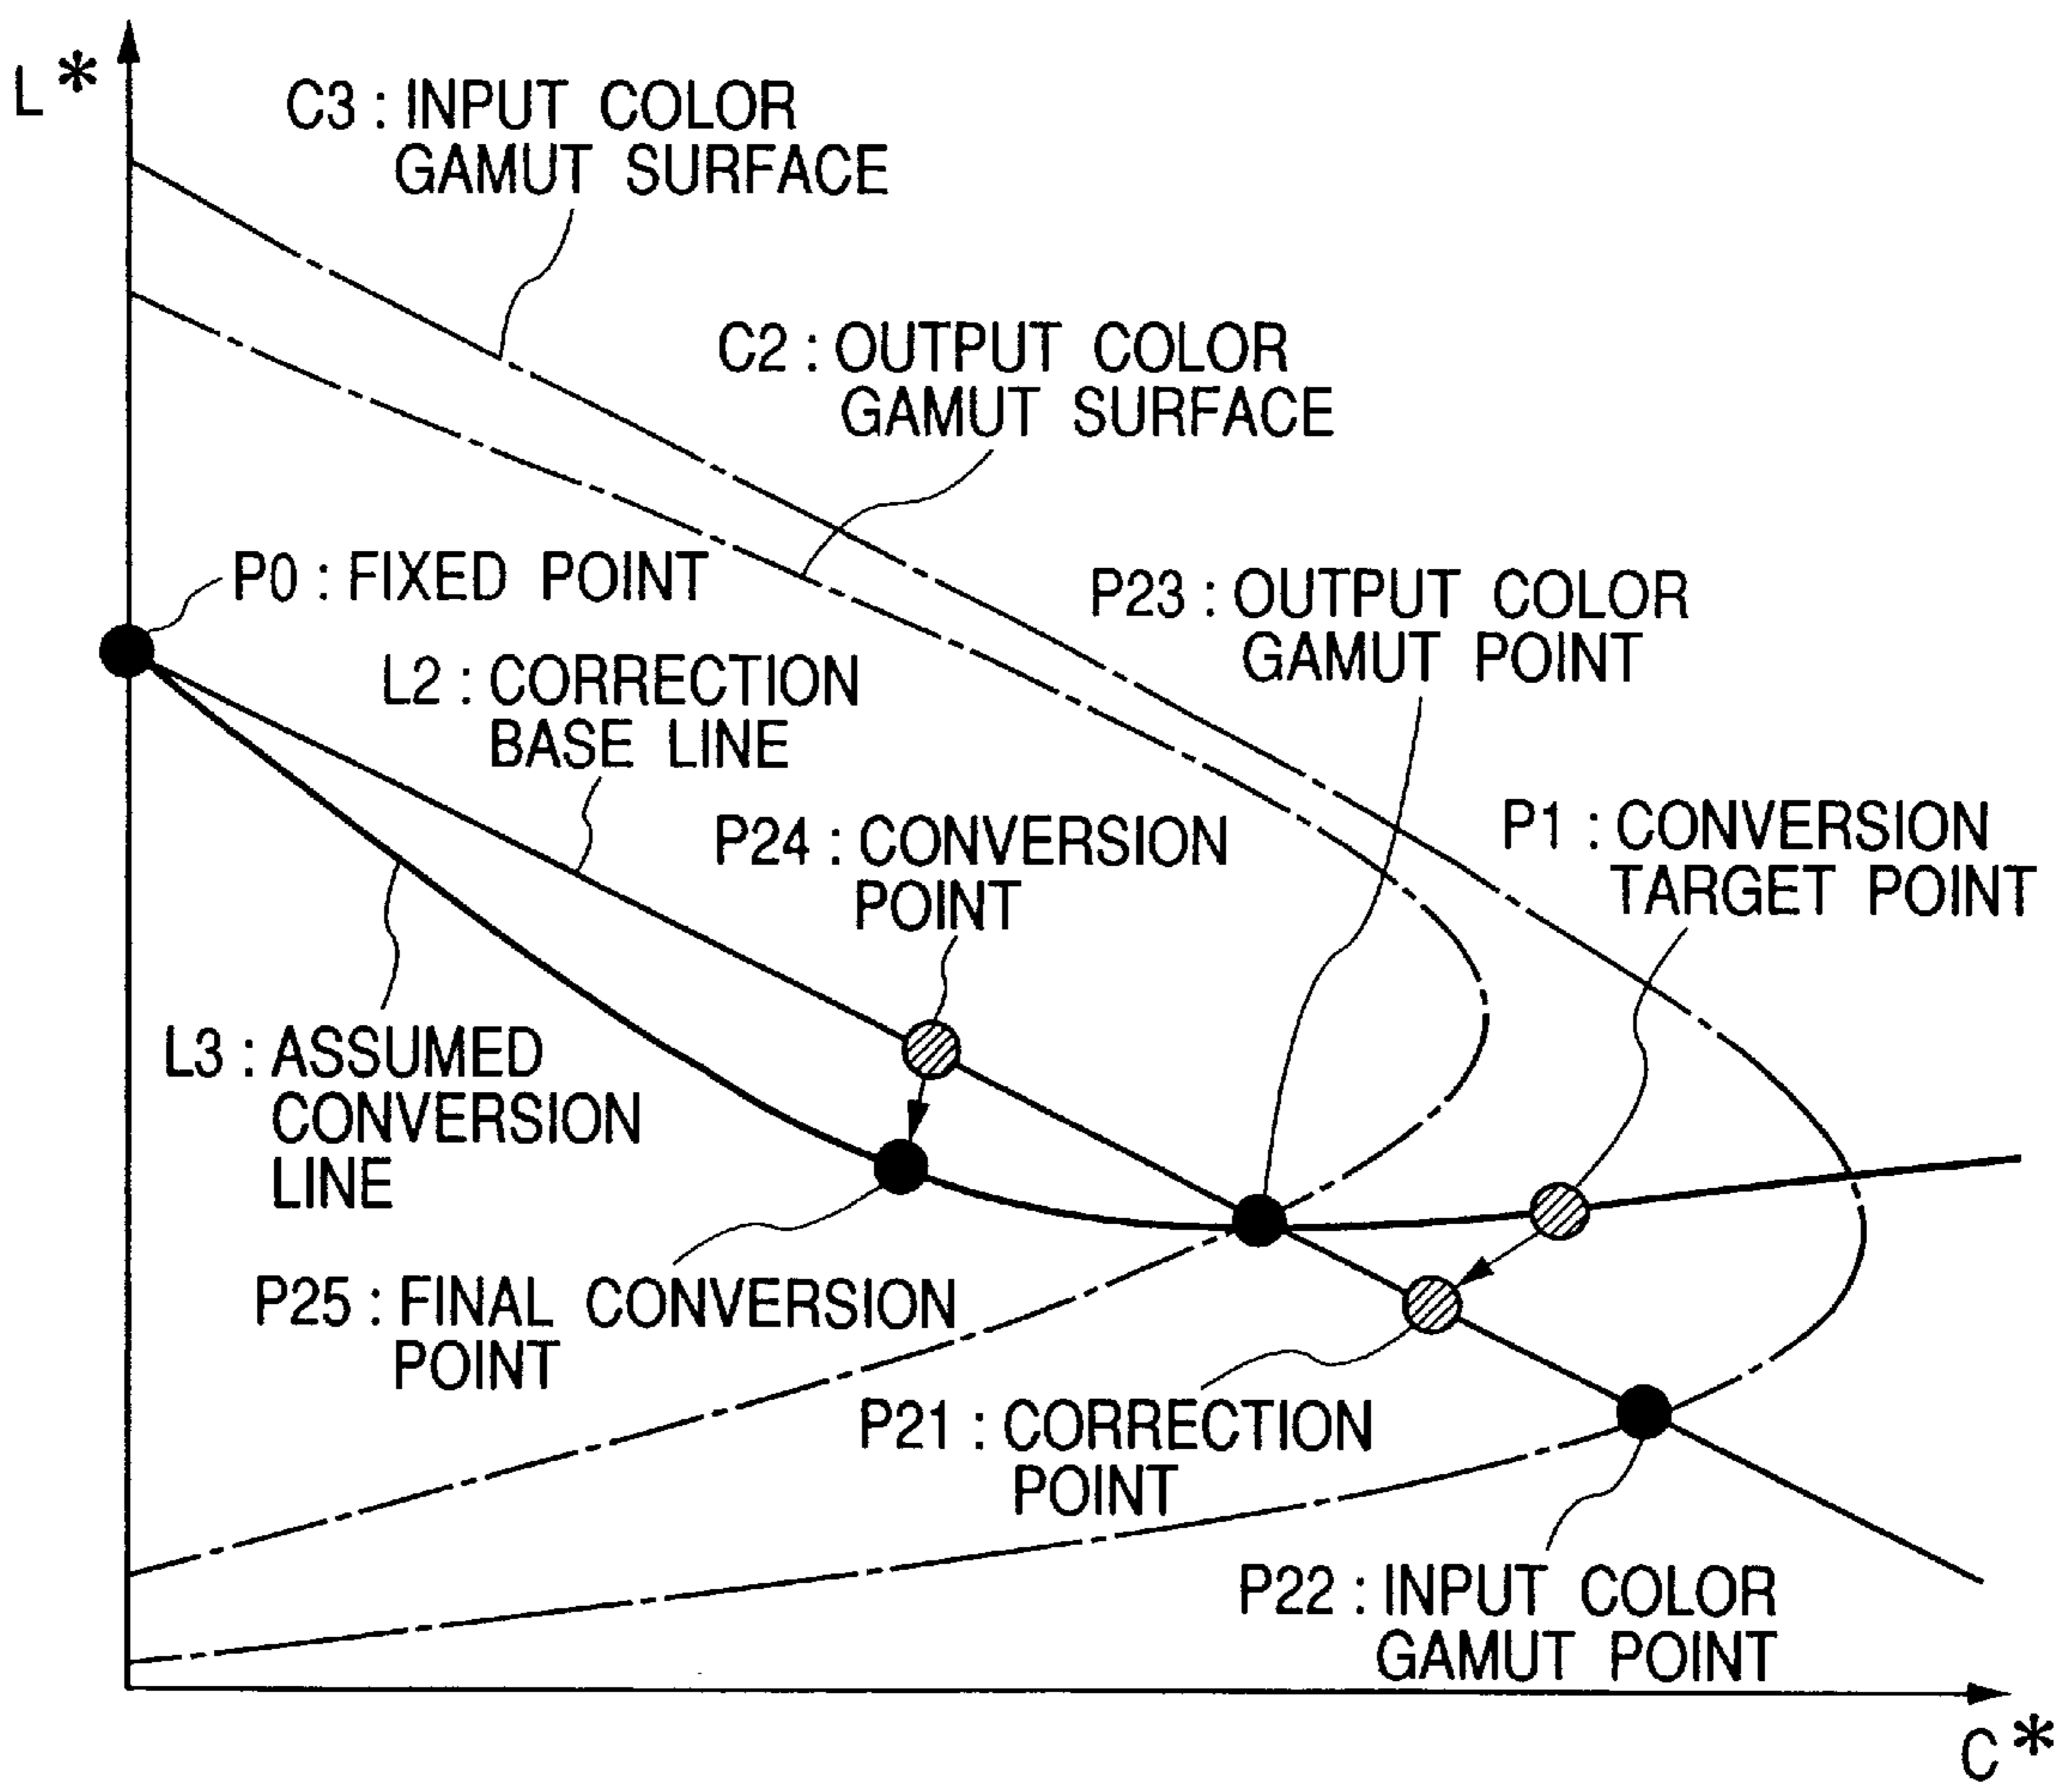 L*
C3 : INPUT COLOR
GAMUT SURFACE
C2 : OUTPUT COLOR
GAMUT SURFACE
P0 : FIXED POINT
P23 : OUTPUT COLOR
GAMUT POINT
L2 : CORRECTION
BASE LINE
P24 : CONVERSION
POINT
P1 : CONVERSION
TARGET POINT
L3 : ASSUMED
CONVERSION
LINE
P25 : FINAL CONVERSION
POINT
P21 : CORRECTION
POINT
P22 : INPUT COLOR
GAMUT POINT
C*